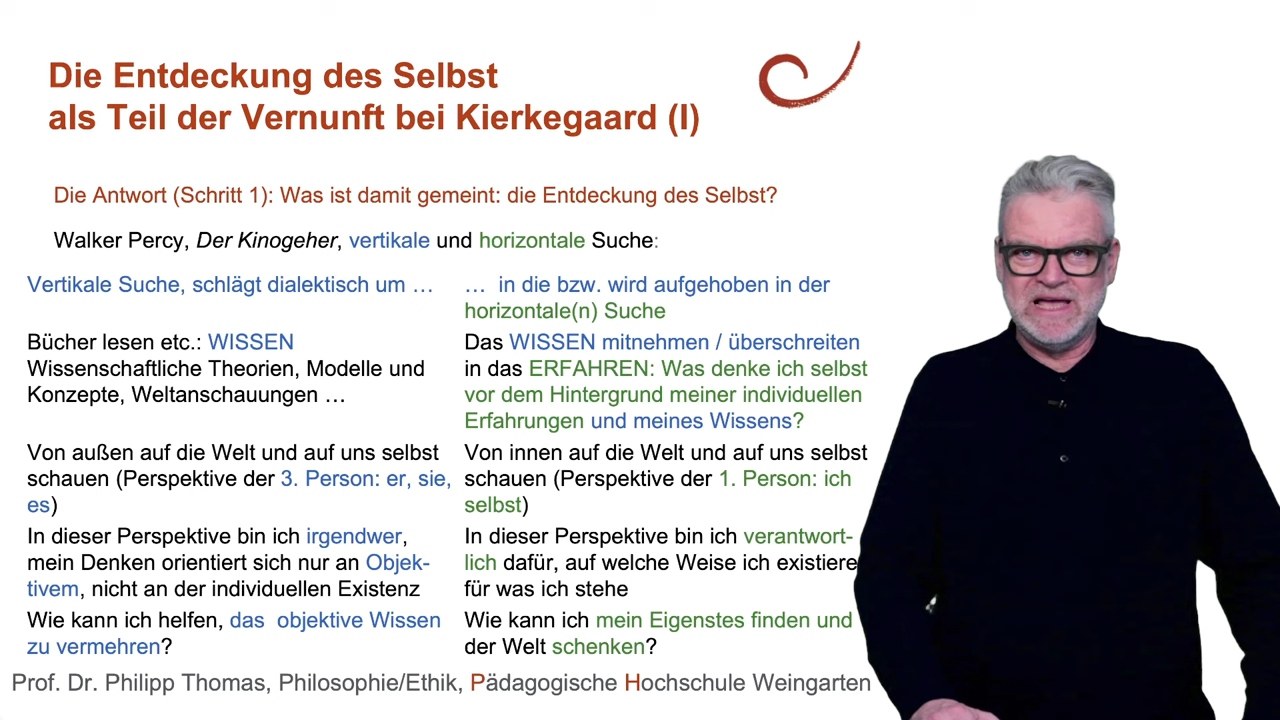 Die Entdeckung des Selbst
als Teil der Vernunft bei Kierkegaard (I)
Die Antwort (Schritt 1): Was ist damit gemeint: die Entdeckung des Selbst?
Walker Percy, Der Kinogeher, vertikale und horizontale Suche:
Vertikale Suche, schlägt dialektisch um …
… in die bzw. wird aufgehoben in der
horizontale(n) Suche
Bücher lesen etc.: WISSEN
Wissenschaftliche Theorien, Modelle und
Konzepte, Weltanschauungen …
Das WISSEN mitnehmen / überschreiten
in das ERFAHREN: Was denke ich selbst
vor dem Hintergrund meiner individuellen
Erfahrungen und meines Wissens?
Von außen auf die Welt und auf uns selbst
schauen (Perspektive der 3. Person: er, sie,
es)
Von innen auf die Welt und auf uns selbst
schauen (Perspektive der 1. Person: ich
selbst)
In dieser Perspektive bin ich irgendwer,
mein Denken orientiert sich nur an Objek-
tivem, nicht an der individuellen Existenz
In dieser Perspektive bin ich verantwort-
lich dafür, auf welche Weise ich existiere
für was ich stehe
Wie kann ich helfen, das objektive Wissen
zu vermehren?
Wie kann ich mein Eigenstes finden und
der Welt schenken?
Prof. Dr. Philipp Thomas, Philosophie/Ethik, Pädagogische Hochschule Weingarten